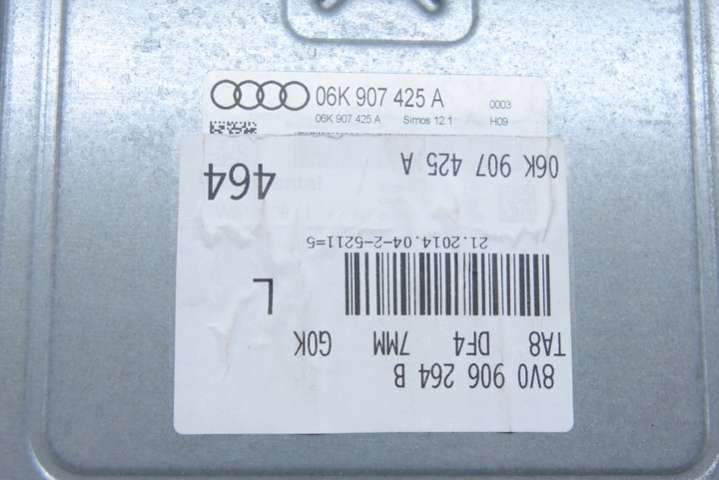 06K 907 425 A 0003
06K 907 425 A Simos 12.1 H09
8V0 906 264 B
TA8 DF4 7MM G0K
L
21.2014.04-2-5211=5
06K 907 425 A
464